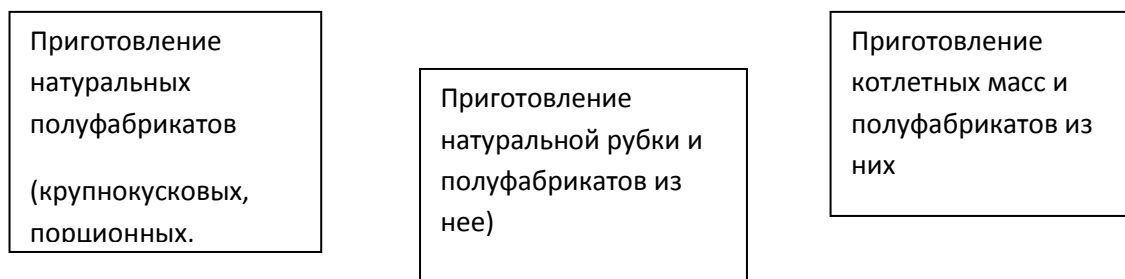 Приготовление
натуральных
полуфабрикатов
(крупнокусковых,
порционных,
Приготовление
натуральной рубки и
полуфабрикатов из
нее)
Приготовление
котлетных масс и
полуфабрикатов из
них